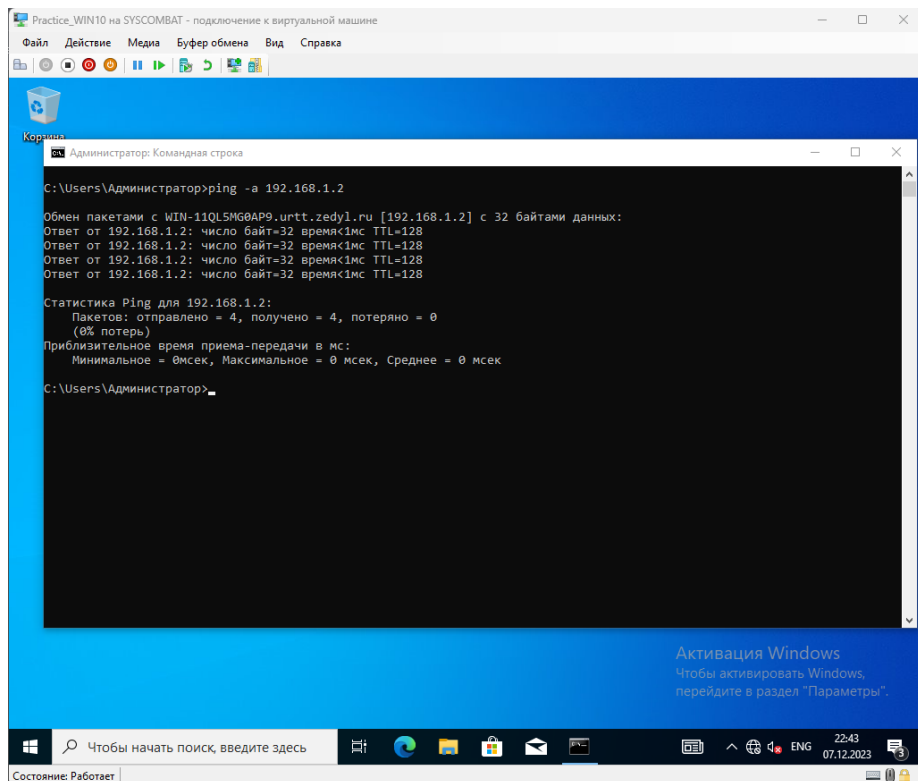 Practice_WIN10 на SYSCOMBAT - подключение к виртуальной машине
Файл Действие Медиа Буфер обмена Вид Справка
Корзина
Администратор: Командная строка
C:\Users\Администратор>ping -a 192.168.1.2
Обмен пакетами с WIN-11QL5MG0AP9.urtt.zedyl.ru [192.168.1.2] с 32 байтами данных:
Ответ от 192.168.1.2: число байт=32 время<1мс TTL=128
Ответ от 192.168.1.2: число байт=32 время<1мс TTL=128
Ответ от 192.168.1.2: число байт=32 время<1мс TTL=128
Ответ от 192.168.1.2: число байт=32 время<1мс TTL=128
Статистика Ping для 192.168.1.2:
Пакетов: отправлено = 4, получено = 4, потеряно = 0
(0% потерь)
Приблизительное время приема-передачи в мс:
Минимальное = 0мсек, Максимальное = 0 мсек, Среднее = 0 мсек
C:\Users\Администратор>
Активация Windows
Чтобы активировать Windows,
перейдите в раздел "Параметры".
Чтобы начать поиск, введите здесь
ENG
22:43
07.12.2023
3
Состояние: Работает